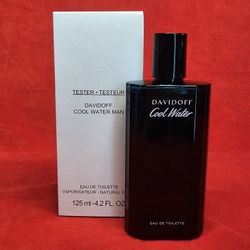 TESTER - TESTEUR
DAVIDOFF
COOL WATER MAN
EAU DE TOILETTE
VAPORISATEUR - NATURAL
125 ml - 4.2 FL. OZ
DAVIDOFF
Cool Water
EAU DE TOILETTE